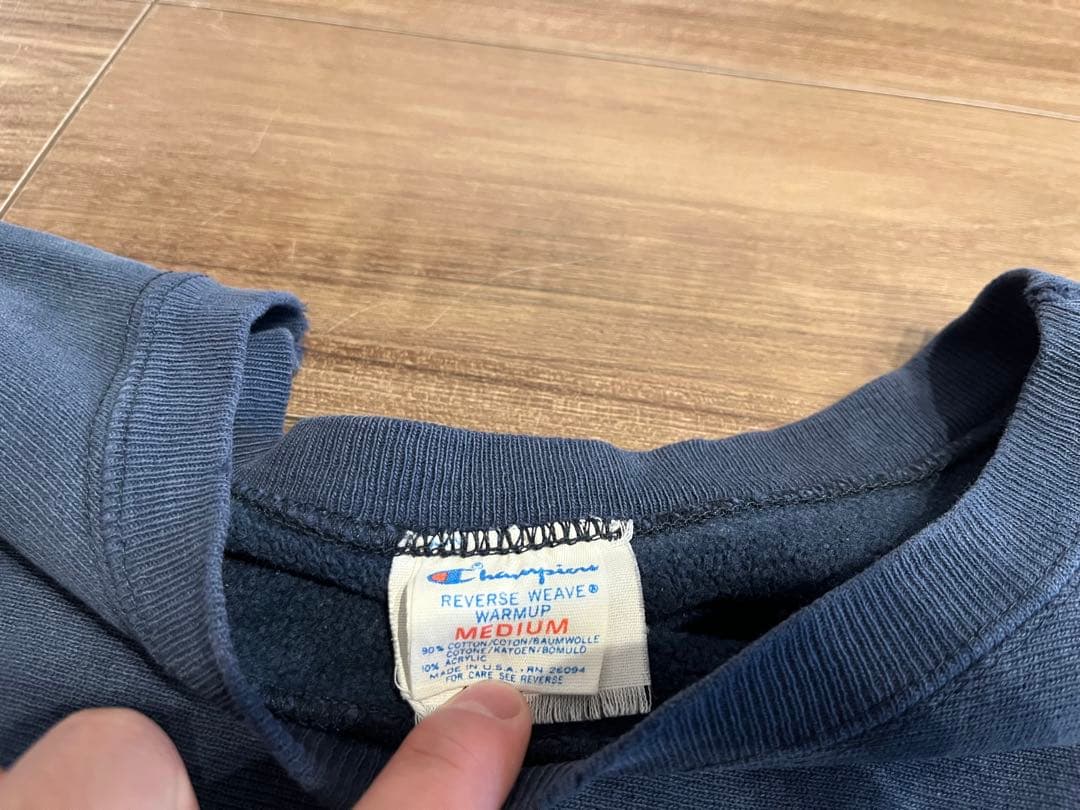 Champion
REVERSE WEAVE®
WARMUP
MEDIUM
90% COTTON/COTON/BAUMWOLLE
COTONE/KATOEN/BOMULD
10% ACRYLIC
MADE IN U.S.A. · RN 26094
FOR CARE SEE REVERSE